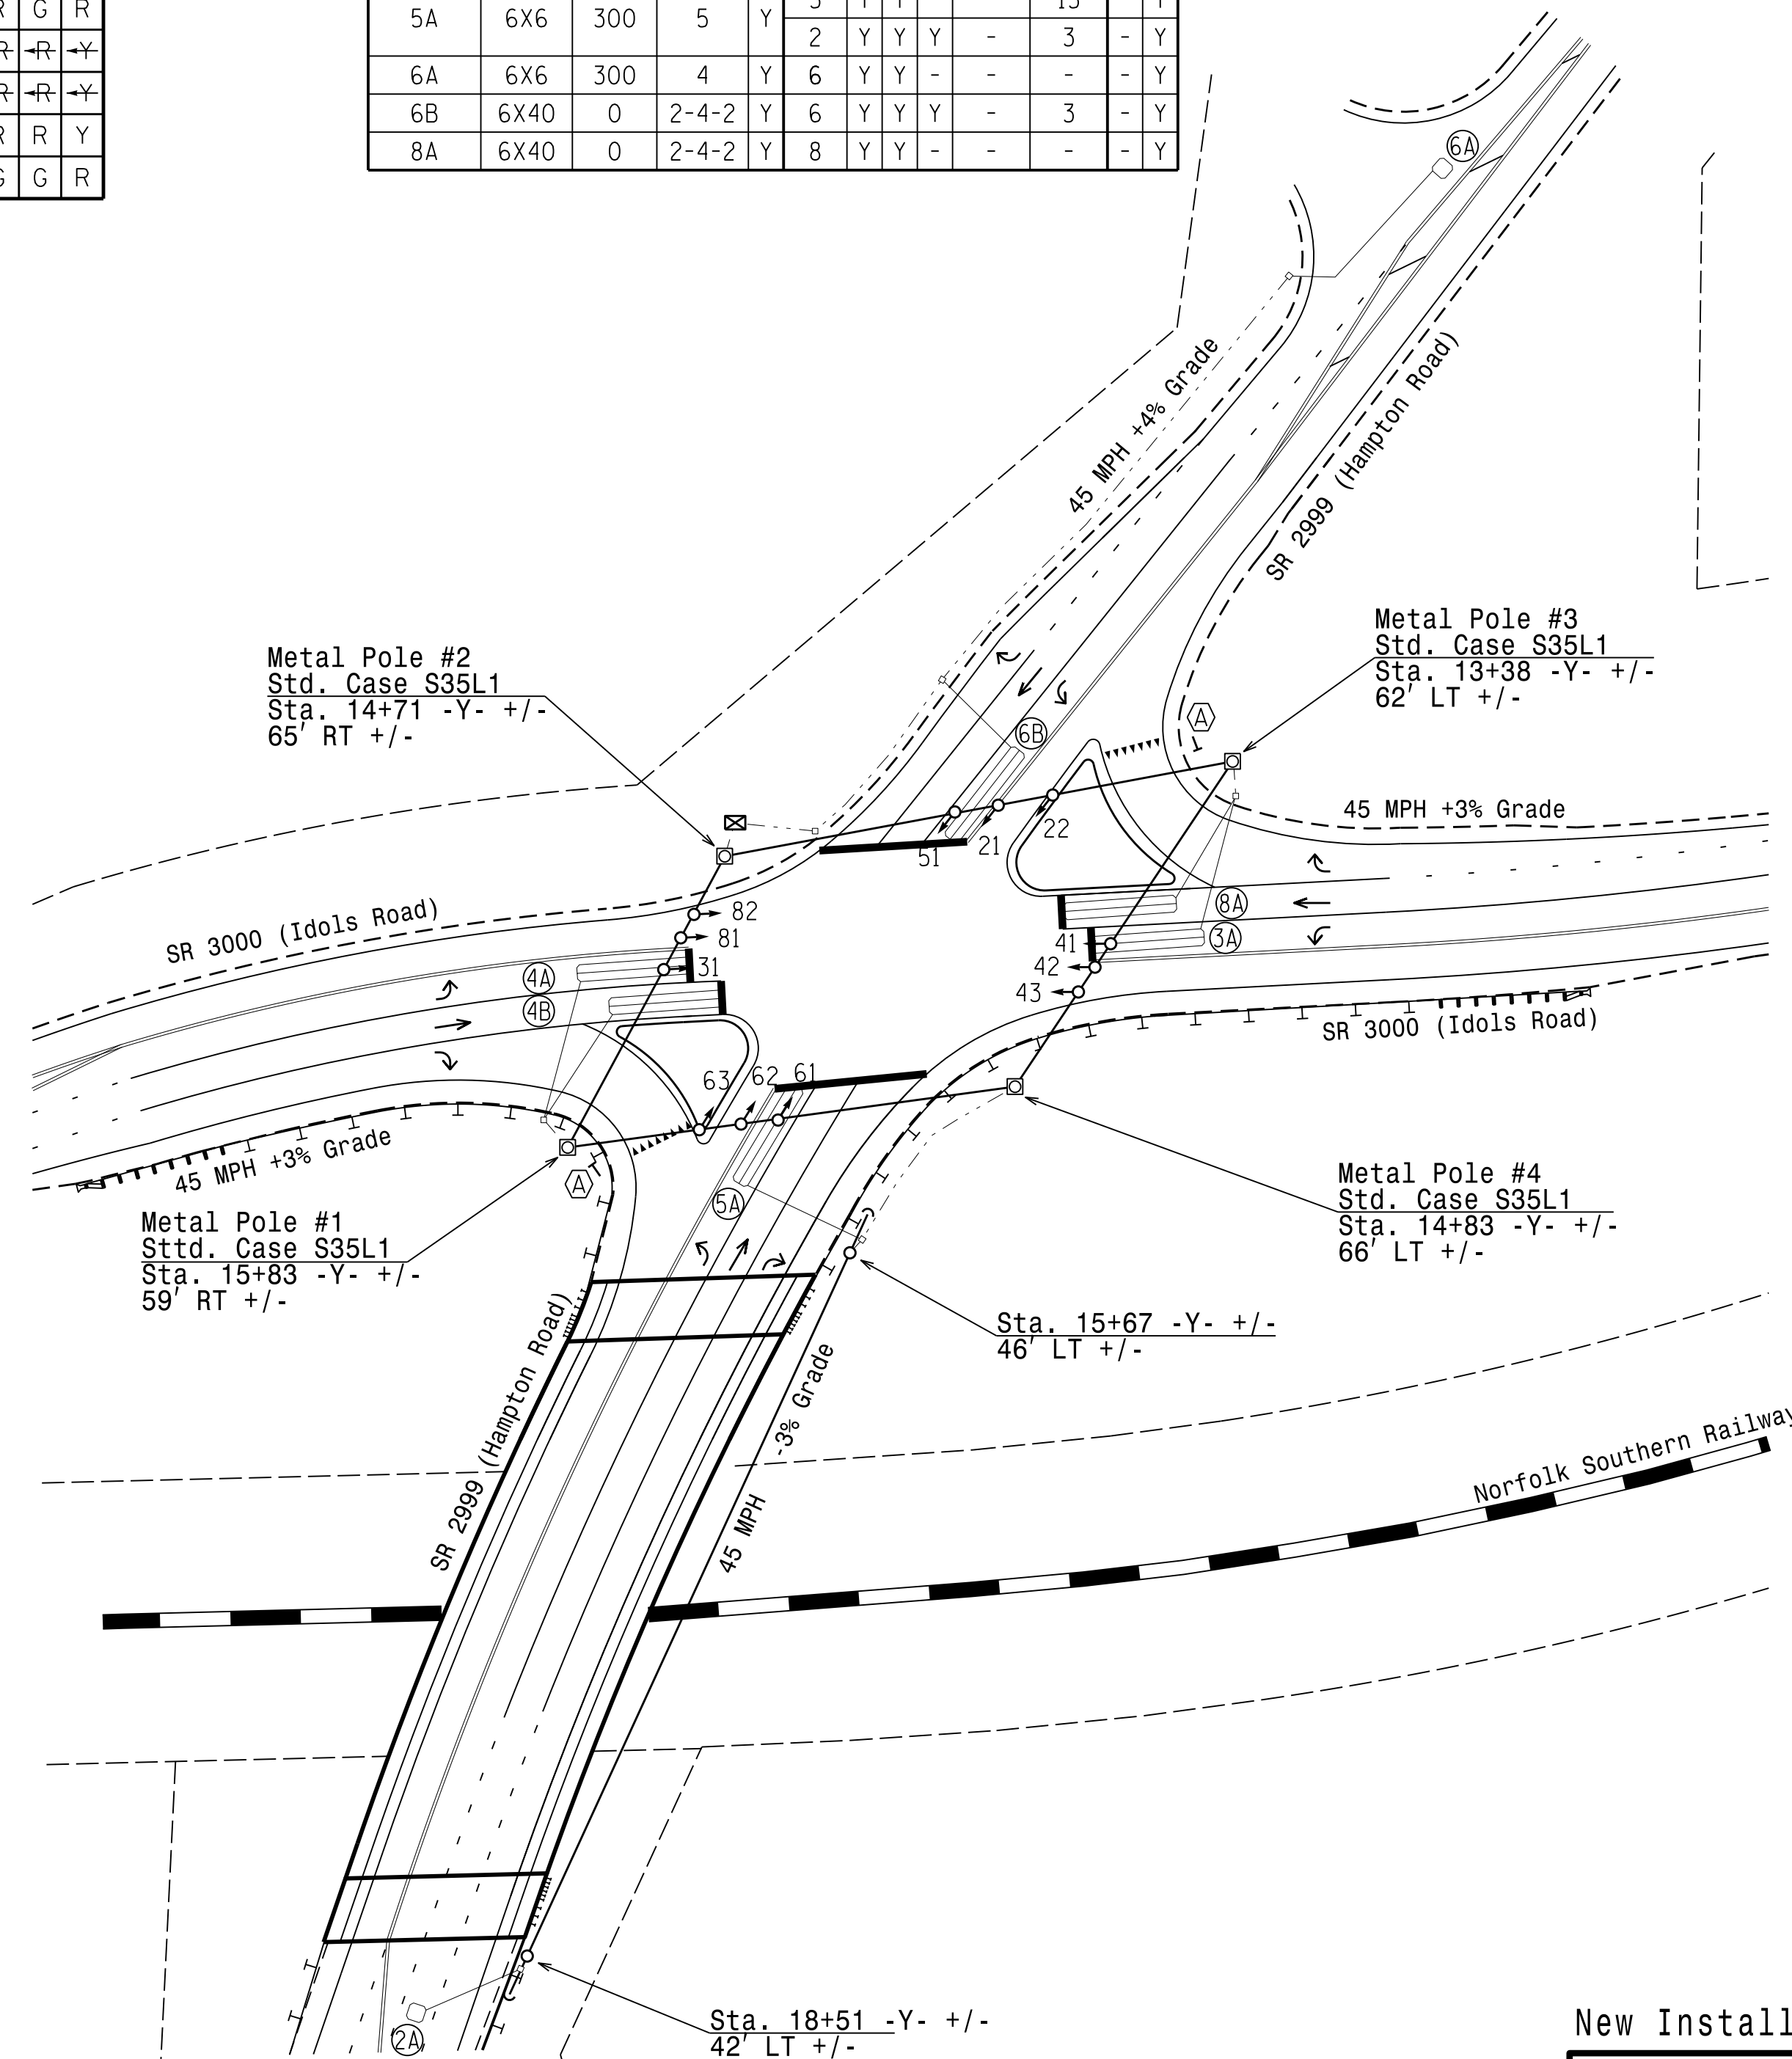 R G R
R R Y
R R Y
R R Y
G G R
5A 6X6 300 5 Y
2 Y Y Y - 3 - Y
6A 6X6 300 4 Y 6 Y Y - - - - Y
6B 6X40 0 2-4-2 Y 6 Y Y Y - 3 - Y
8A 6X40 0 2-4-2 Y 8 Y Y - - - - Y
6A
45 MPH +4% Grade
SR 2999 (Hampton Road)
Metal Pole #3
Std. Case S35L1
Sta. 13+38 -Y- +/-
62' LT +/-
Metal Pole #2
Std. Case S35L1
Sta. 14+71 -Y- +/-
65' RT +/-
A
6B
45 MPH +3% Grade
22
21
51
8A
82
SR 3000 (Idols Road)
81
3A
41
31
42
4A
43
4B
SR 3000 (Idols Road)
63 62 61
45 MPH +3% Grade
A
5A
Metal Pole #4
Std. Case S35L1
Sta. 14+83 -Y- +/-
66' LT +/-
Metal Pole #1
Sttd. Case S35L1
Sta. 15+83 -Y- +/-
59' RT +/-
Sta. 15+67 -Y- +/-
46' LT +/-
SR 2999 (Hampton Road)
45 MPH -3% Grade
Norfolk Southern Railway
Sta. 18+51 -Y- +/-
42' LT +/-
2A
New Install